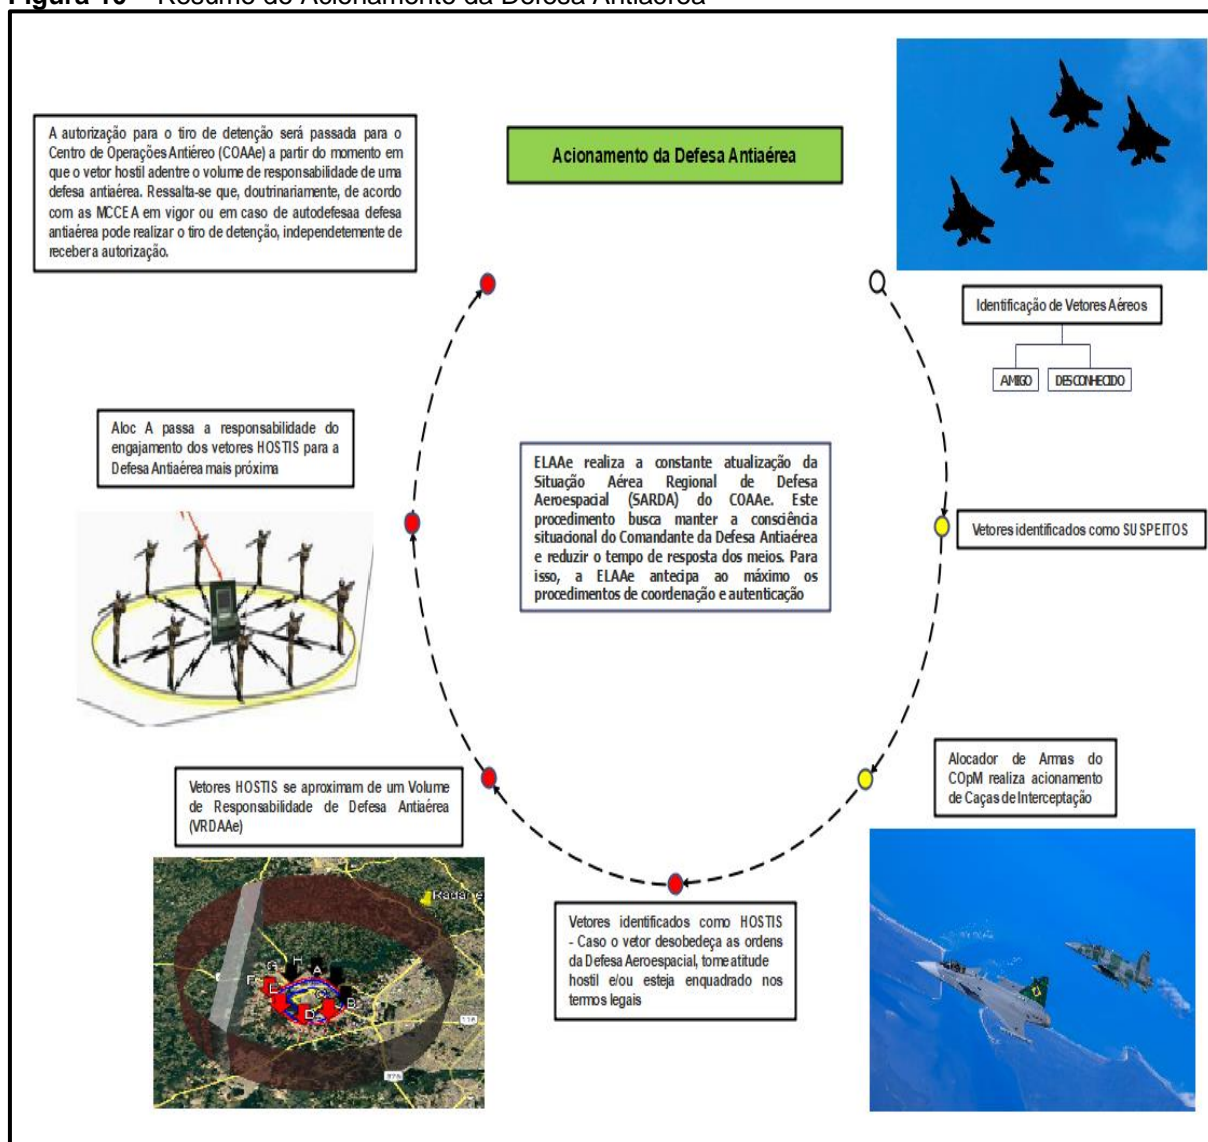 Figura 10 – Resumo do Acionamento da Defesa Antiaérea
A autorização para o tiro de detenção será passada para o
Centro de Operações Antiéreo (COAAe) a partir do momento em
que o vetor hostil adentre o volume de responsabilidade de uma
defesa antiaérea. Ressalta-se que, doutrinariamente, de acordo
com as MCCEA em vigor ou em caso de autodefesaa defesa
antiaérea pode realizar o tiro de detenção, independetemente de
receber a autorização.
Acionamento da Defesa Antiaérea
Identificação de Vetores Aéreos
AMIGO
DESCONHECIDO
Aloc A passa a responsabilidade do
engajamento dos vetores HOSTIS para a
Defesa Antiaérea mais próxima
ELAAe realiza a constante atualização da
Situação Aérea Regional de Defesa
Aeroespacial (SARDA) do COAAe. Este
procedimento busca manter a consciência
situacional do Comandante da Defesa Antiaérea
e reduzir o tempo de resposta dos meios. Para
isso, a ELAAe antecipa ao máximo os
procedimentos de coordenação e autenticação
Vetores identificados como SUSPEITOS
Vetores HOSTIS se aproximam de um Volume
de Responsabilidade de Defesa Antiaérea
(VRDAAe)
Alocador de Armas do
COpM realiza acionamento
de Caças de Interceptação
Vetores identificados como HOSTIS
- Caso o vetor desobedeça as ordens
da Defesa Aeroespacial, tome atitude
hostil e/ou esteja enquadrado nos
termos legais
Radar
H
G
A
F
E
C
B
D
116